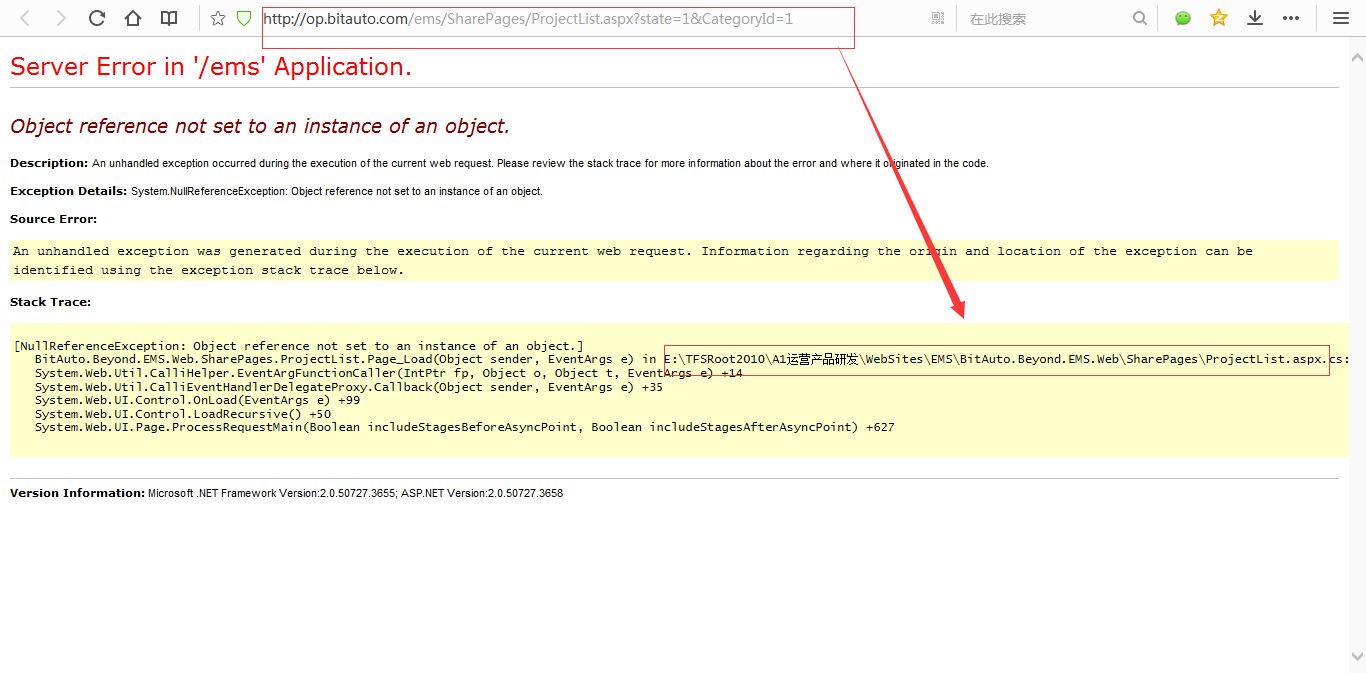 http://op.bitauto.com/ems/SharePages/ProjectList.aspx?state=1&CategoryId=1
在此搜索
Server Error in '/ems' Application.
Object reference not set to an instance of an object.
Description: An unhandled exception occurred during the execution of the current web request. Please review the stack trace for more information about the error and where it originated in the code.
Exception Details: System.NullReferenceException: Object reference not set to an instance of an object.
Source Error:
An unhandled exception was generated during the execution of the current web request. Information regarding the origin and location of the exception can be
identified using the exception stack trace below.
Stack Trace:
[NullReferenceException: Object reference not set to an instance of an object.]
BitAuto.Beyond.EMS.Web.SharePages.ProjectList.Page_Load(Object sender, EventArgs e) in E:\TFSRoot2010\A1运营产品研发\WebSites\EMS\BitAuto.Beyond.EMS.Web\SharePages\ProjectList.aspx.cs:
System.Web.Util.CalliHelper.EventArgFunctionCaller(IntPtr fp, Object o, Object t, EventArgs e) +14
System.Web.Util.CalliEventHandlerDelegateProxy.Callback(Object sender, EventArgs e) +35
System.Web.UI.Control.OnLoad(EventArgs e) +99
System.Web.UI.Control.LoadRecursive() +50
System.Web.UI.Page.ProcessRequestMain(Boolean includeStagesBeforeAsyncPoint, Boolean includeStagesAfterAsyncPoint) +627
Version Information: Microsoft .NET Framework Version:2.0.50727.3655; ASP.NET Version:2.0.50727.3658